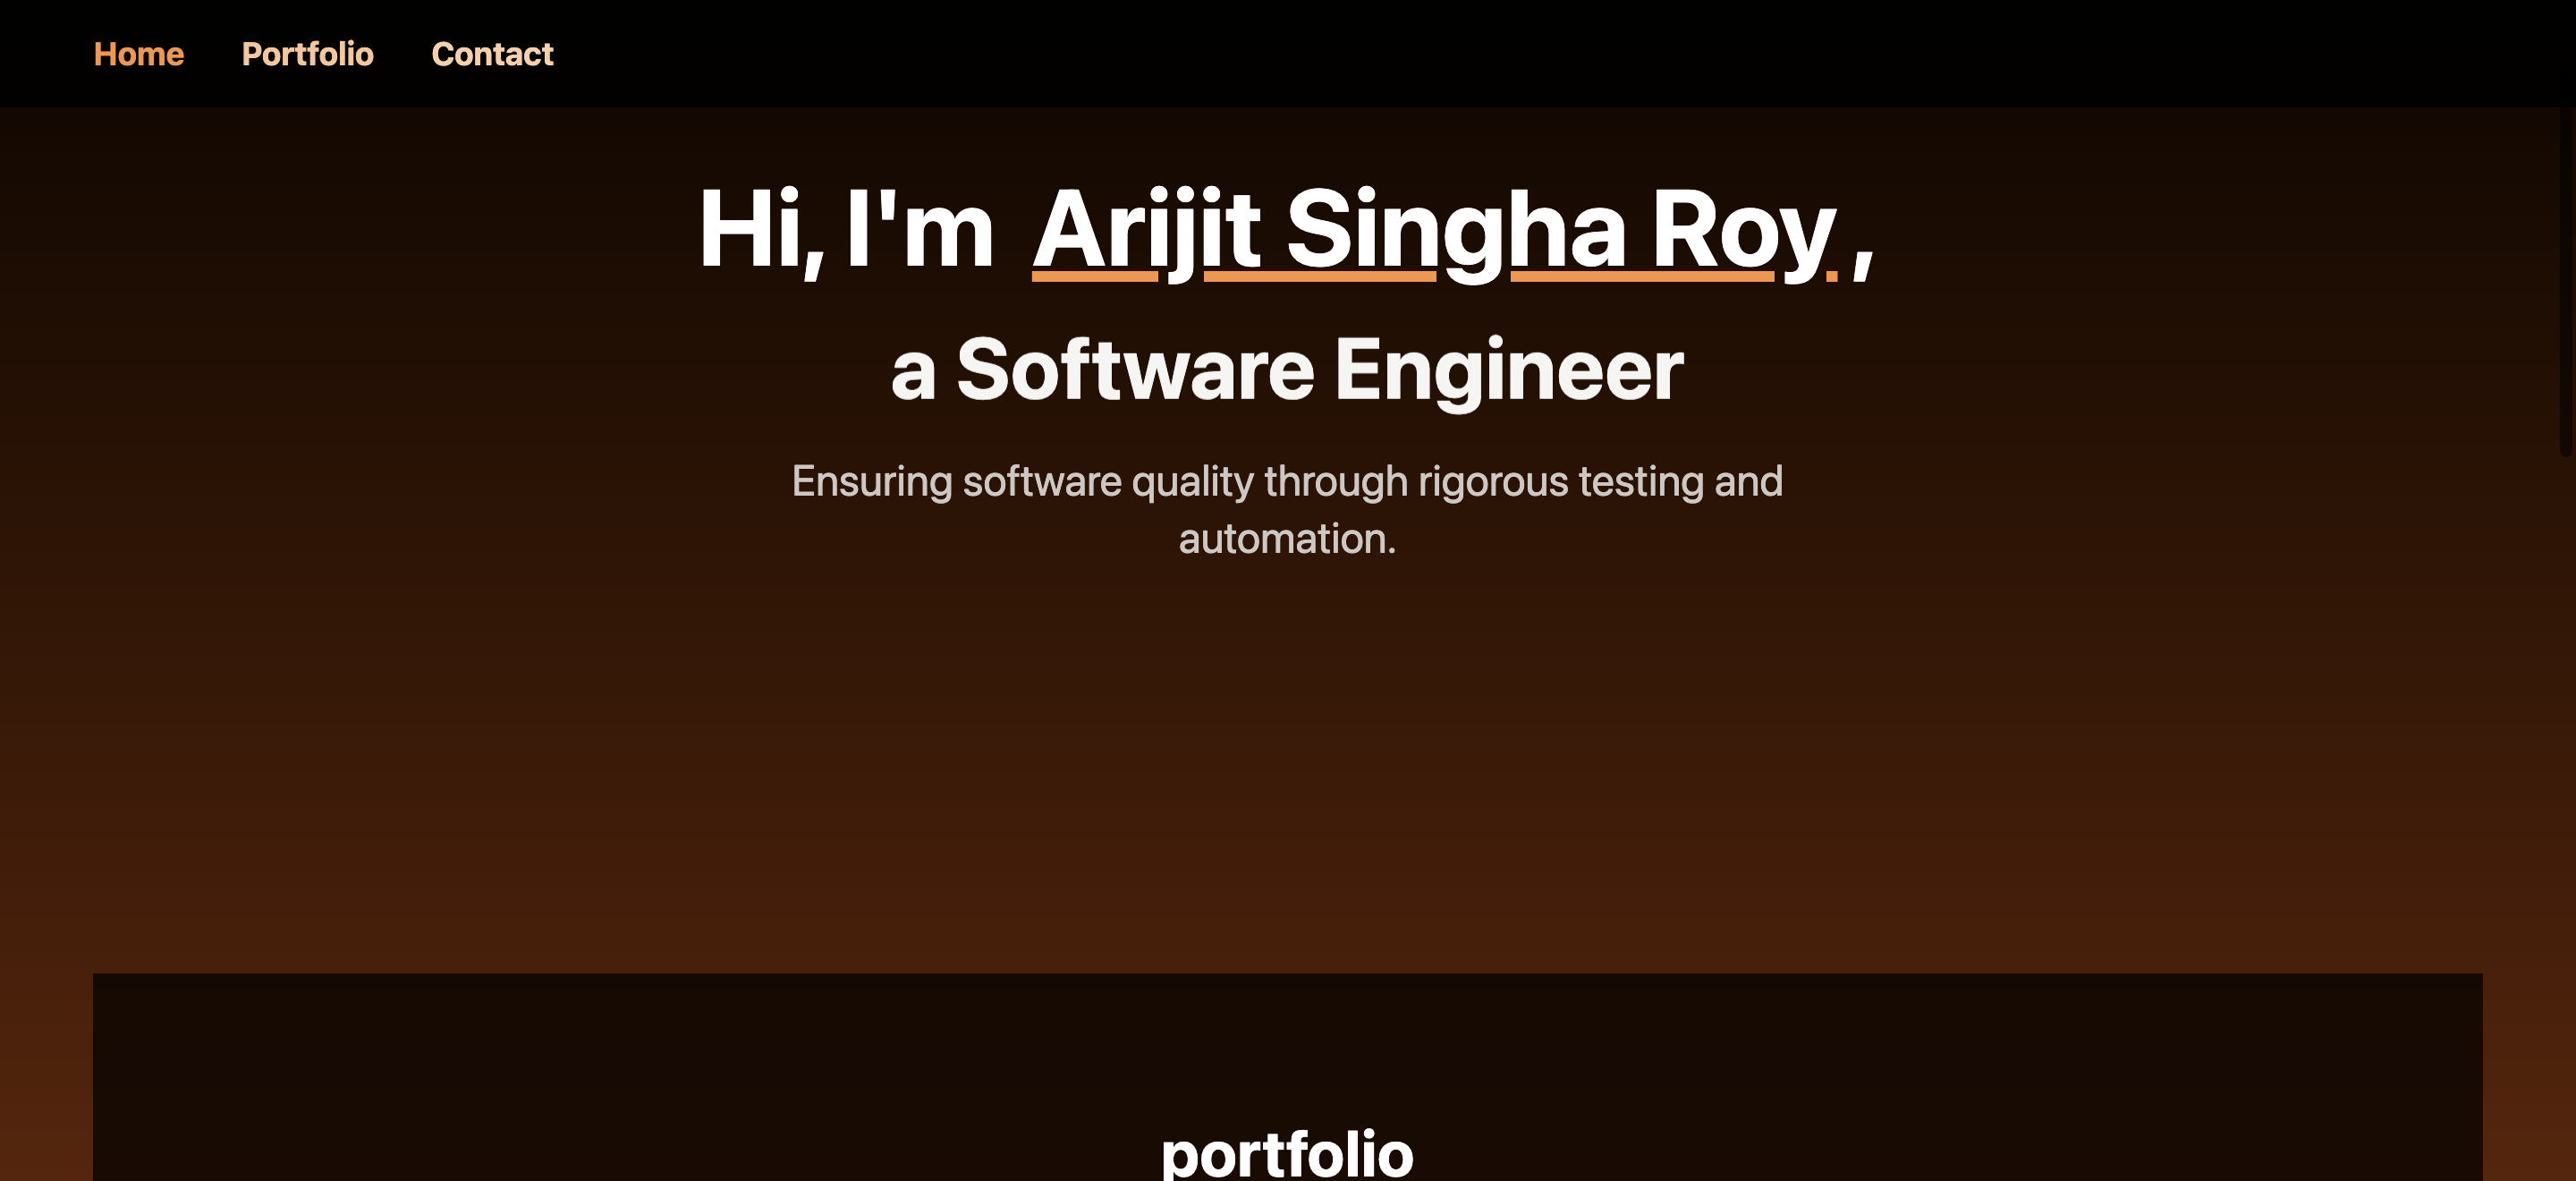 Home Portfolio Contact
Hi, I'm Arijit Singha Roy,
a Software Engineer
Ensuring software quality through rigorous testing and
automation.
portfolio